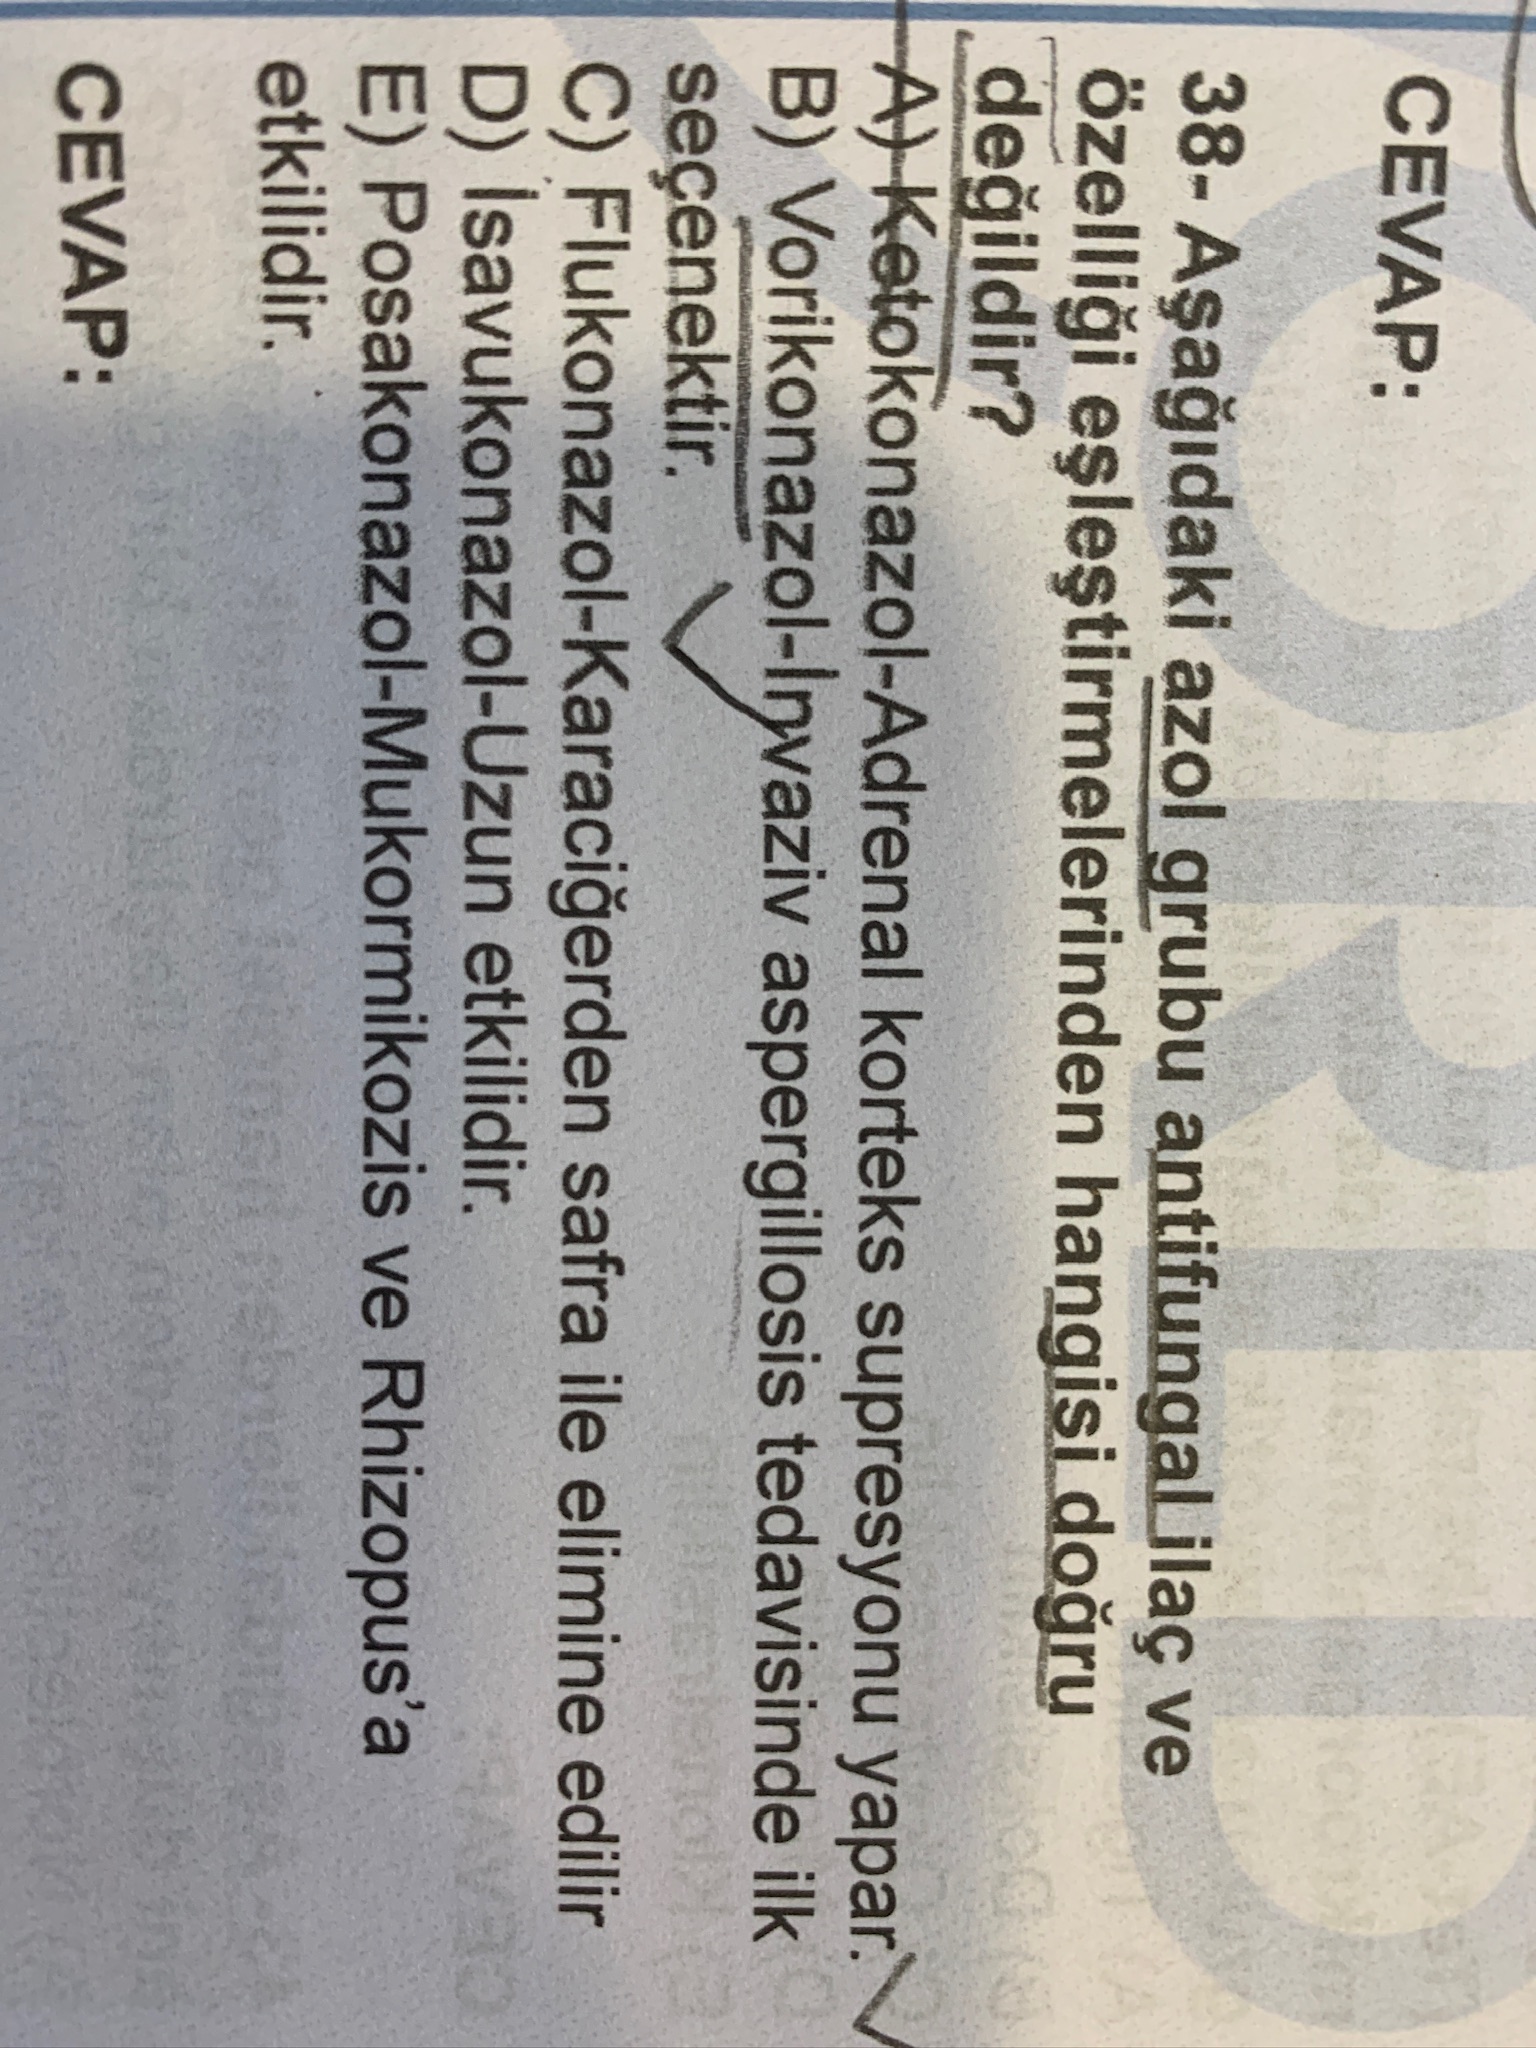 CEVAP:
38- Aşağıdaki azol grubu antifungal ilaç ve
özelliği eşleştirmelerinden hangisi doğru
değildir?
A) Ketokonazol-Adrenal korteks supresyonu yapar.
B) Vorikonazol-Invaziv aspergillosis tedavisinde ilk
seçenektir.
C) Flukonazol-Karaciğerden safra ile elimine edilir
D) İsavukonazol-Uzun etkilidir.
E) Posakonazol-Mukormikozis ve Rhizopus'a
etkilidir.
CEVAP: